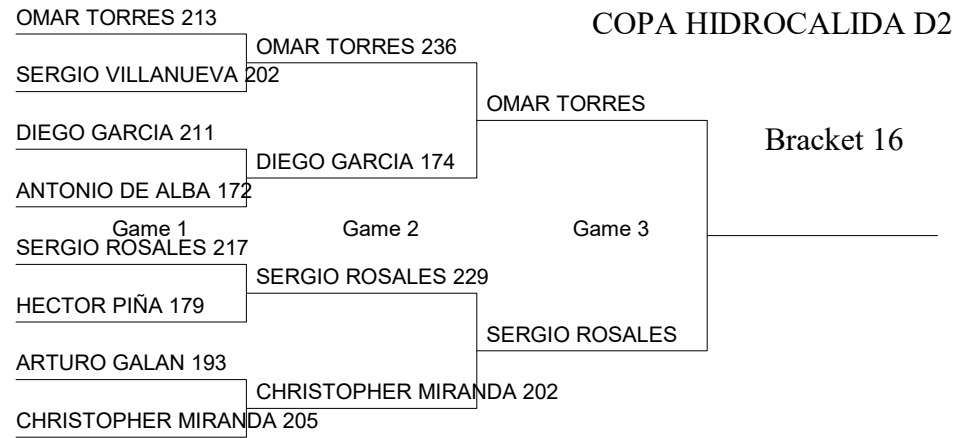 OMAR TORRES 213
COPA HIDROCALIDA D2
OMAR TORRES 236
SERGIO VILLANUEVA 202
OMAR TORRES
DIEGO GARCIA 211
Bracket 16
DIEGO GARCIA 174
ANTONIO DE ALBA 172
Game 1
Game 2
Game 3
SERGIO ROSALES 217
SERGIO ROSALES 229
HECTOR PIÑA 179
SERGIO ROSALES
ARTURO GALAN 193
CHRISTOPHER MIRANDA 202
CHRISTOPHER MIRANDA 205